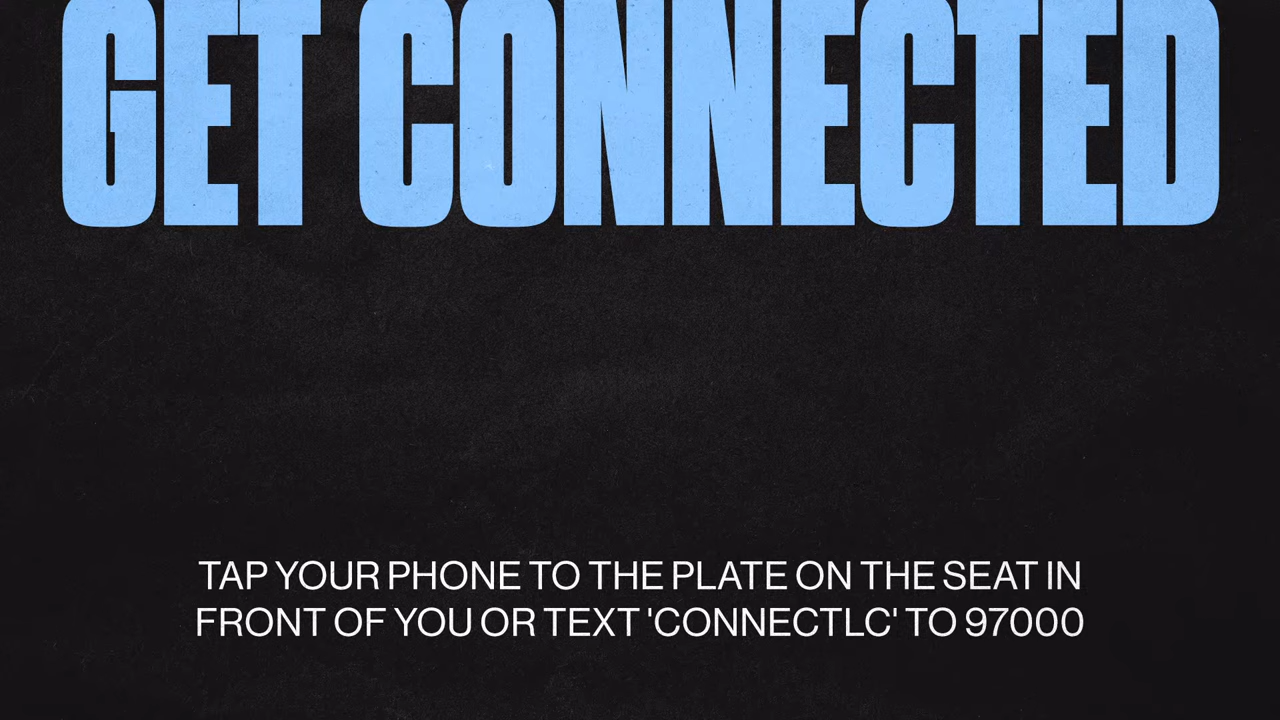 GET CONNECTED
TAP YOUR PHONE TO THE PLATE ON THE SEAT IN
FRONT OF YOU OR TEXT 'CONNECTLC' TO 97000